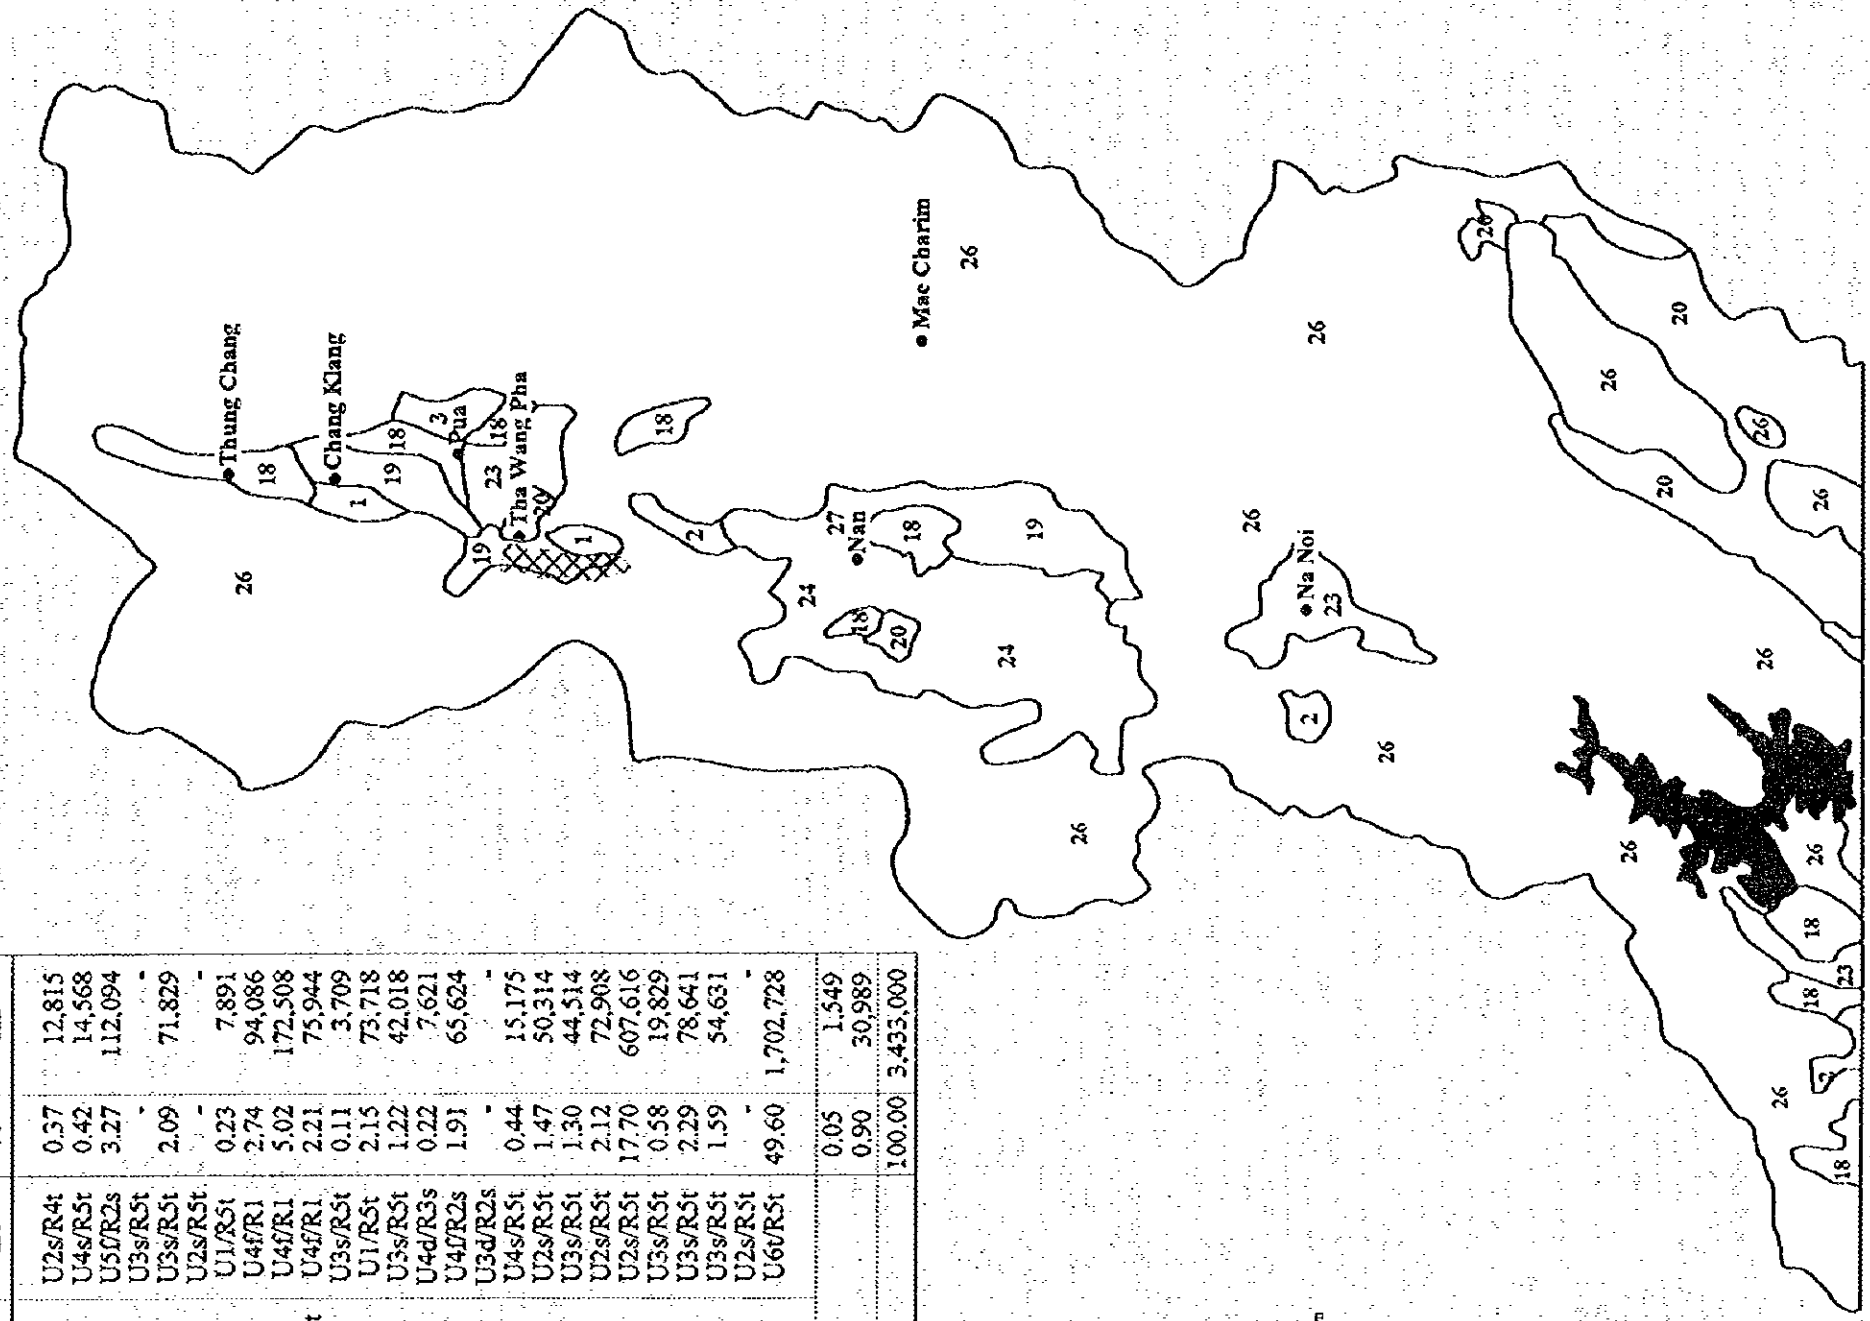 U2s/R4t 0.37 12,815
U4s/R5t 0.42 14,568
U5f/R2s 3.27 112,094
U3s/R5t - -
U3s/R5t 2.09 71,829
U2s/R5t - -
U1/R5t 0.23 7,891
U4f/R1 2.74 94,086
U4f/R1 5.02 172,508
U4f/R1 2.21 75,944
U3s/R5t 0.11 3,709
U1/R5t 2.15 73,718
U3s/R5t 1.22 42,018
U4d/R3s 0.22 7,621
U4f/R2s 1.91 65,624
U3d/R2s - -
U4s/R5t 0.44 15,175
U2s/R5t 1.47 50,314
U3s/R5t 1.30 44,514
U2s/R5t 2.12 72,908
U2s/R5t 17.70 607,616
U3s/R5t 0.58 19,829
U3s/R5t 2.29 78,641
U3s/R5t 1.59 54,631
U2s/R5t - -
U6t/R5t 49.60 1,702,728
0.05 1,549
0.90 30,989
100.00 3,433,000
t
Thung Chang
18
Chang Klang
1
19
18
3
Pua
18
23
Tha Wang Pha
20
19
1
26
18
2
27
Nan
24
18
18
20
19
24
Mac Charim
26
26
26
Na Noi
23
2
26
26
26
26
20
26
20
26
26
26
26
26
18
18
23
2
26
18